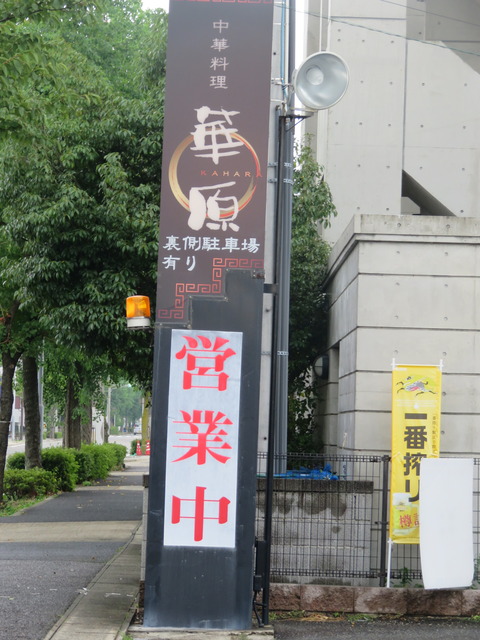 中華料理
華原
KAHARA
裏側駐車場
有り
営業中
一番搾り